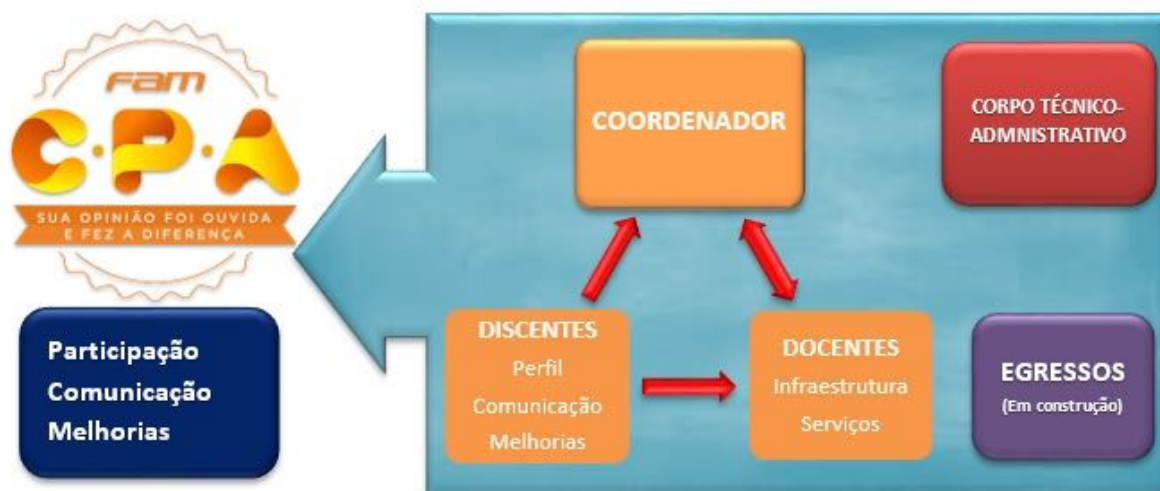 FAM
C·P·A
SUA OPINIÃO FOI OUVIDA
E FEZ A DIFERENÇA
Participação
Comunicação
Melhorias
COORDENADOR
CORPO TÉCNICO-
ADMNISTRATIVO
DISCENTES
Perfil
Comunicação
Melhorias
DOCENTES
Infraestrutura
Serviços
EGRESSOS
(Em construção)